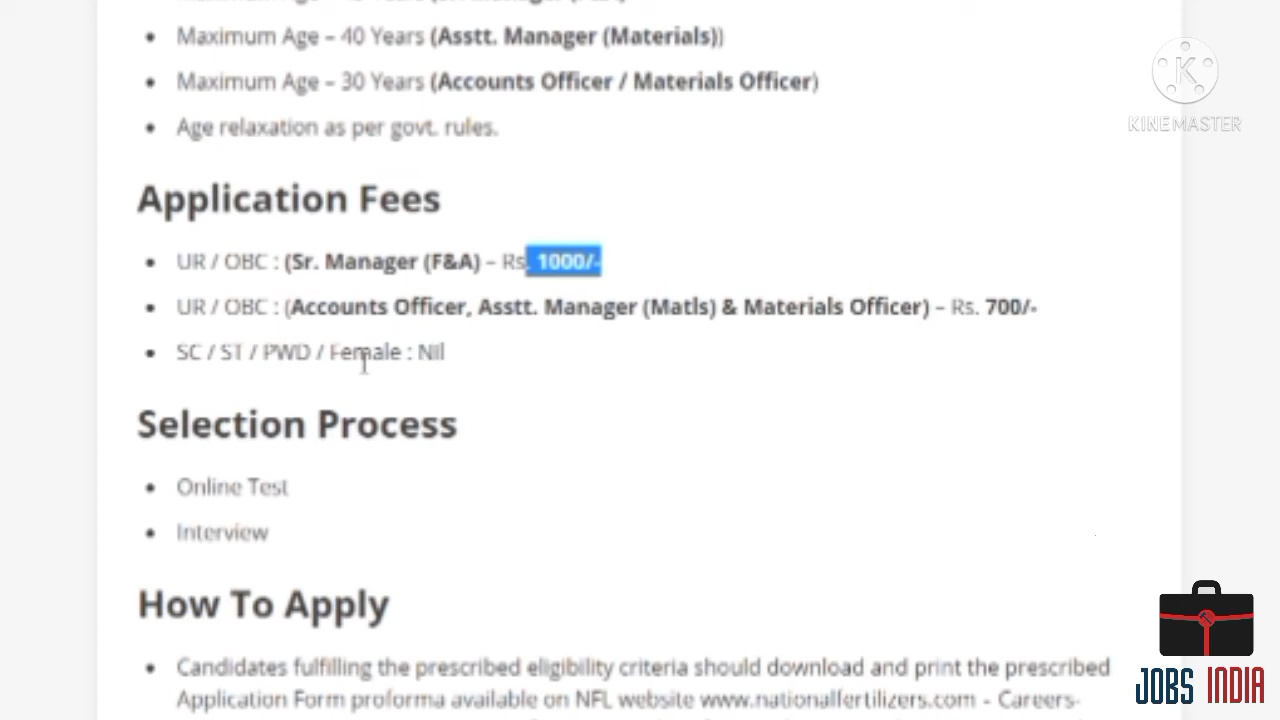 Maximum Age – 40 Years (Asstt. Manager (Materials))
Maximum Age – 30 Years (Accounts Officer / Materials Officer)
Age relaxation as per govt. rules.
KINEMASTER
Application Fees
UR / OBC : (Sr. Manager (F&A) – Rs. 1000/-
UR / OBC : (Accounts Officer, Asstt. Manager (Matls) & Materials Officer) – Rs. 700/-
SC / ST / PWD / Female : Nil
Selection Process
Online Test
Interview
How To Apply
Candidates fulfilling the prescribed eligibility criteria should download and print the prescribed
Application Form proforma available on NFL website www.nationalfertilizers.com - Careers-
JOBS INDIA